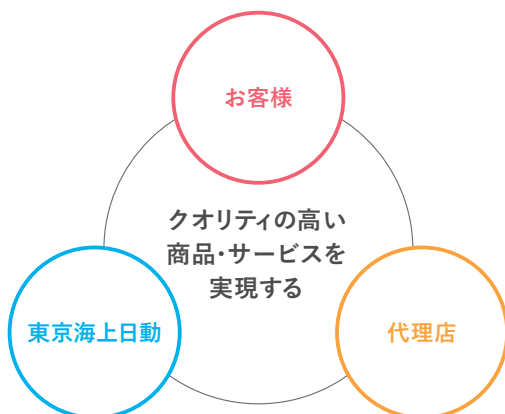 お客様
クオリティの高い
商品・サービスを
実現する
東京海上日動
代理店